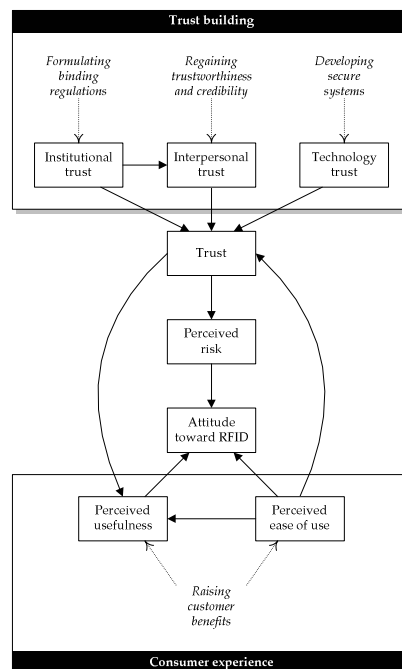 Trust building
Formulating
binding
regulations
Regaining
trustworthiness
and credibility
Developing
secure
systems
Institutional
trust
Interpersonal
trust
Technology
trust
Trust
Perceived
risk
Attitude
toward RFID
Perceived
usefulness
Perceived
ease of use
Raising
customer
benefits
Consumer experience